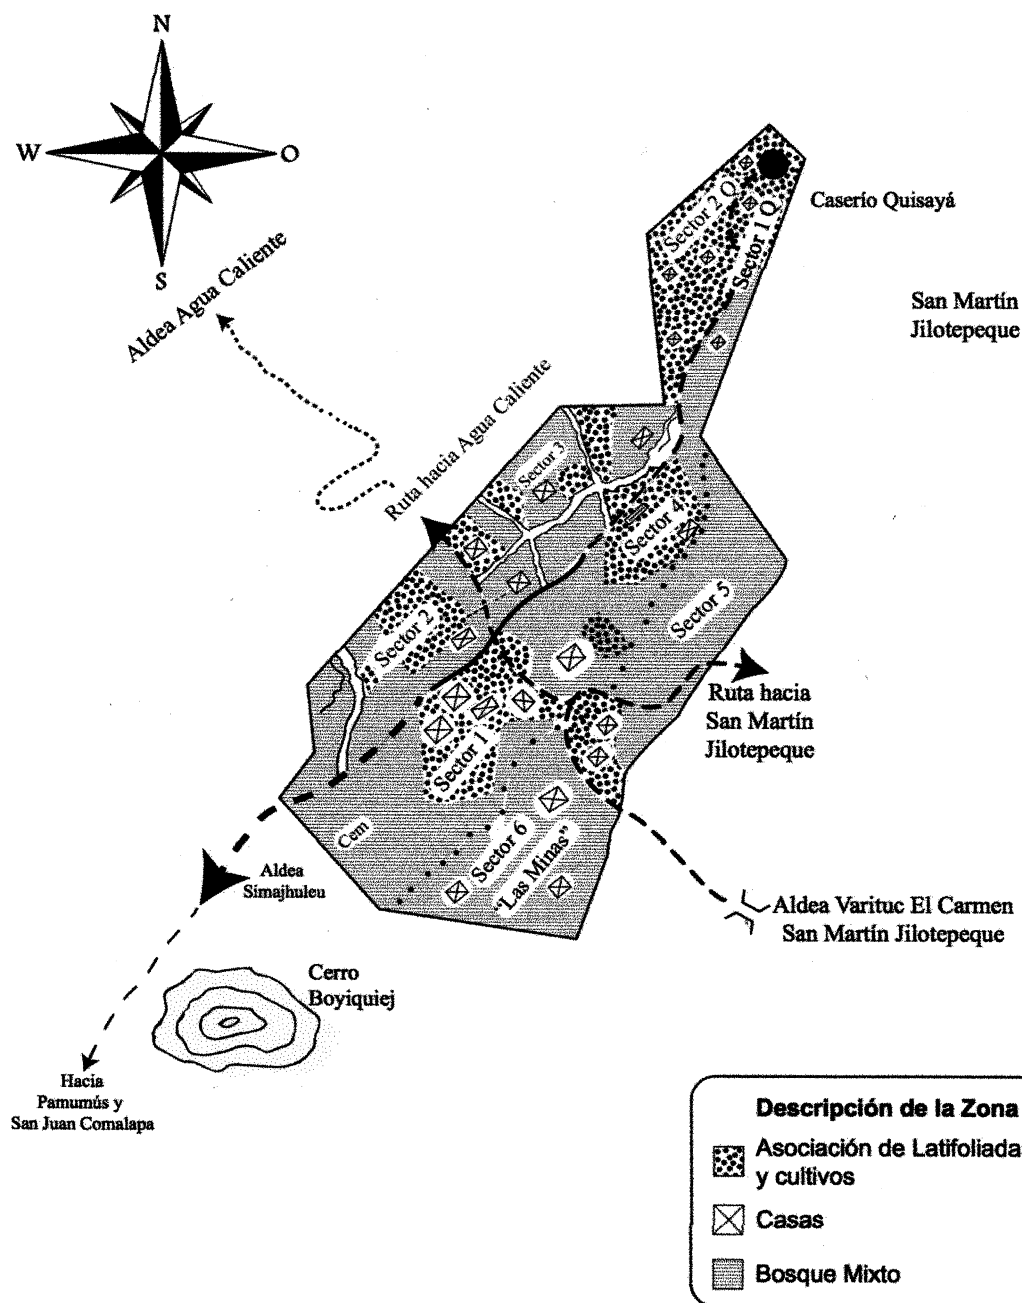 N
W
O
S
Aldea Agua Caliente
Ruta hacia Agua Caliente
Sector 2 Q
Sector 1 Q
Caserío Quisayá
San Martín
Jilotepeque
Sector 3
Sector 4
Sector 5
Sector 2
Ruta hacia
San Martín
Jilotepeque
Sector 1
Cem
Sector 6
"Las Minas"
Aldea
Simajhuleu
Aldea Varituc El Carmen
San Martín Jilotepeque
Cerro
Boyiquiej
Hacia
Pamumús y
San Juan Comalapa
Descripción de la Zona
Asociación de Latifoliada
y cultivos
Casas
Bosque Mixto